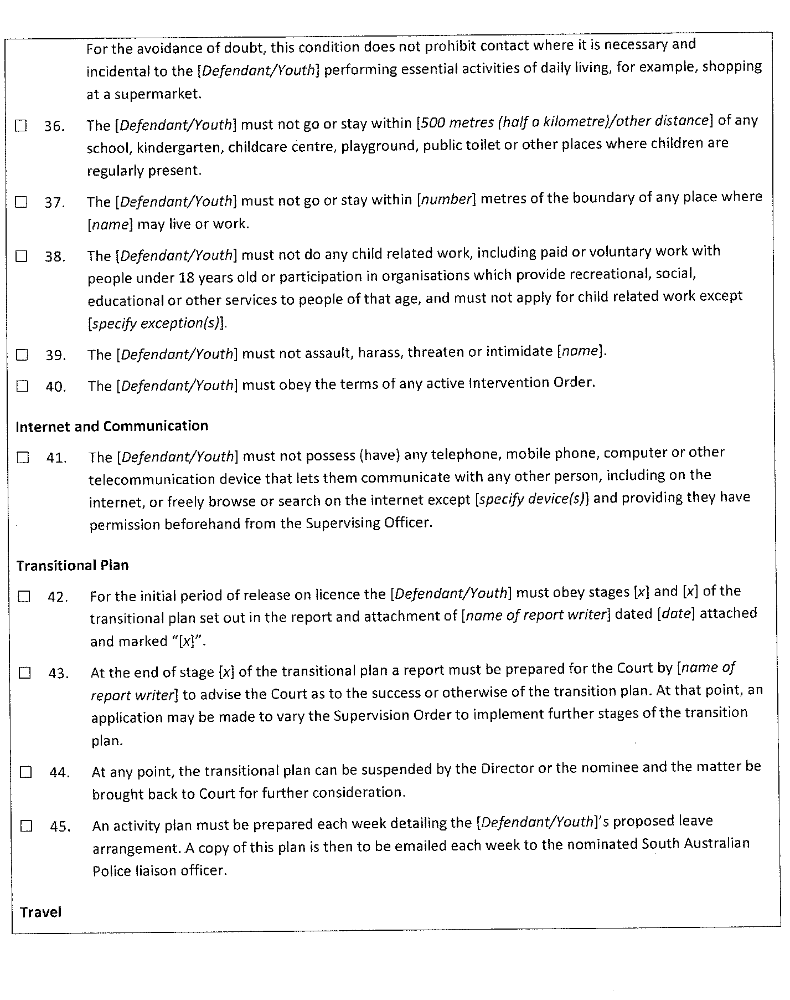 For the avoidance of doubt, this condition does not prohibit contact where it is necessary and
incidental to the [Defendant/Youth] performing essential activities of daily living, for example, shopping
at a supermarket.
☐ 36. The [Defendant/Youth] must not go or stay within [500 metres (half a kilometre)/other distance] of any
school, kindergarten, childcare centre, playground, public toilet or other places where children are
regularly present.
☐ 37. The [Defendant/Youth] must not go or stay within [number] metres of the boundary of any place where
[name] may live or work.
☐ 38. The [Defendant/Youth] must not do any child related work, including paid or voluntary work with
people under 18 years old or participation in organisations which provide recreational, social,
educational or other services to people of that age, and must not apply for child related work except
[specify exception(s)].
☐ 39. The [Defendant/Youth] must not assault, harass, threaten or intimidate [name].
☐ 40. The [Defendant/Youth] must obey the terms of any active Intervention Order.
Internet and Communication
☐ 41. The [Defendant/Youth] must not possess (have) any telephone, mobile phone, computer or other
telecommunication device that lets them communicate with any other person, including on the
internet, or freely browse or search on the internet except [specify device(s)] and providing they have
permission beforehand from the Supervising Officer.
Transitional Plan
☐ 42. For the initial period of release on licence the [Defendant/Youth] must obey stages [x] and [x] of the
transitional plan set out in the report and attachment of [name of report writer] dated [date] attached
and marked “[x]”.
☐ 43. At the end of stage [x] of the transitional plan a report must be prepared for the Court by [name of
report writer] to advise the Court as to the success or otherwise of the transition plan. At that point, an
application may be made to vary the Supervision Order to implement further stages of the transition
plan.
☐ 44. At any point, the transitional plan can be suspended by the Director or the nominee and the matter be
brought back to Court for further consideration.
☐ 45. An activity plan must be prepared each week detailing the [Defendant/Youth]'s proposed leave
arrangement. A copy of this plan is then to be emailed each week to the nominated South Australian
Police liaison officer.
Travel